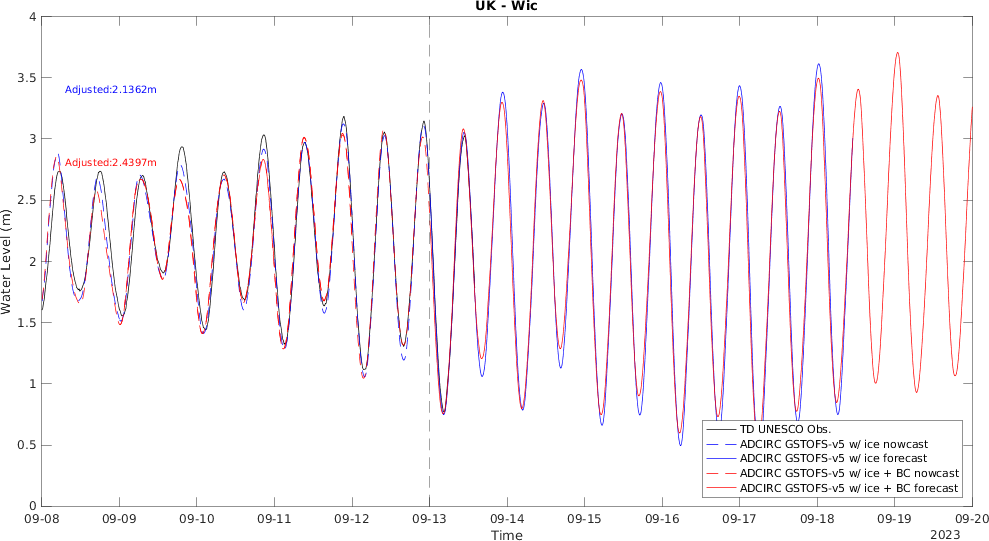 UK - Wic
4
3.5
3
2.5
2
1.5
1
0.5
0
Water Level (m)
Adjusted:2.1362m
Adjusted:2.4397m
TD UNESCO Obs.
ADCIRC GSTOFS-v5 w/ ice nowcast
ADCIRC GSTOFS-v5 w/ ice forecast
ADCIRC GSTOFS-v5 w/ ice + BC nowcast
ADCIRC GSTOFS-v5 w/ ice + BC forecast
09-08 09-09 09-10 09-11 09-12 09-13 09-14 09-15 09-16 09-17 09-18 09-19 09-20
Time
2023